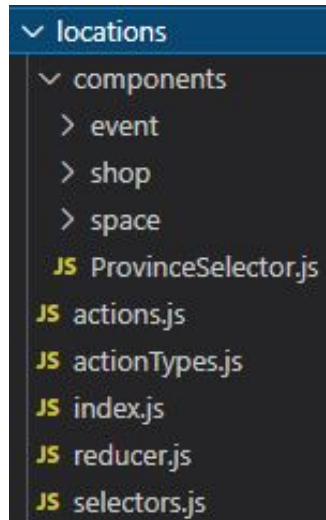 locations
components
event
shop
space
JS ProvinceSelector.js
JS actions.js
JS actionTypes.js
JS index.js
JS reducer.js
JS selectors.js